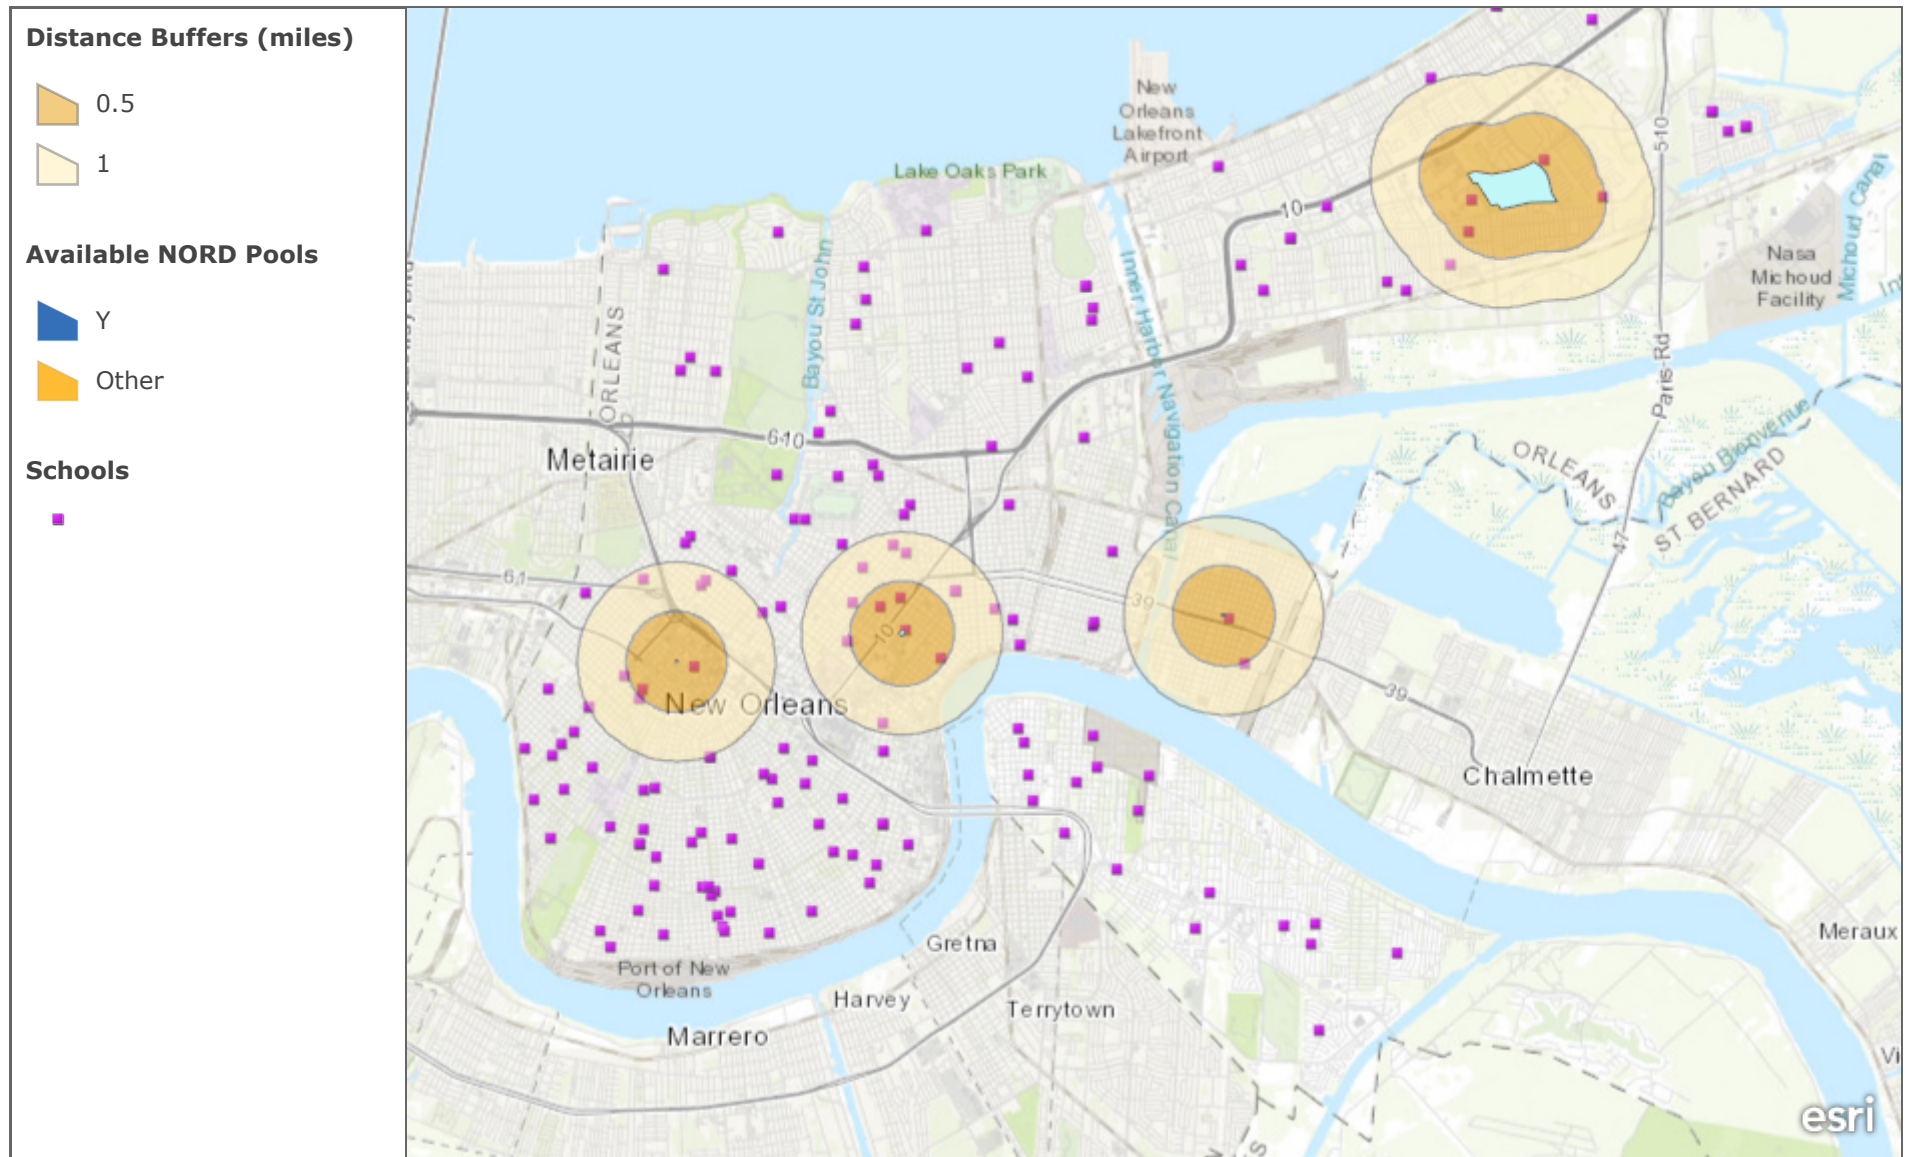 Distance Buffers (miles)
0.5
1
Available NORD Pools
Y
Other
Schools
New
Orleans
Lakefront
Airport
Lake Oaks Park
510
10
Michoud Canal
Nasa
Michoud
Facility
ORLEANS
Bayou St John
Inner Harbor Navigation Canal
Paris Rd
610
Metairie
ORLEANS
Bayou Bienvenue
ST BERNARD
47
61
39
10
New Orleans
39
Chalmette
Gretna
Meraux
Port of New
Orleans
Harvey
Terrytown
Marrero
esri